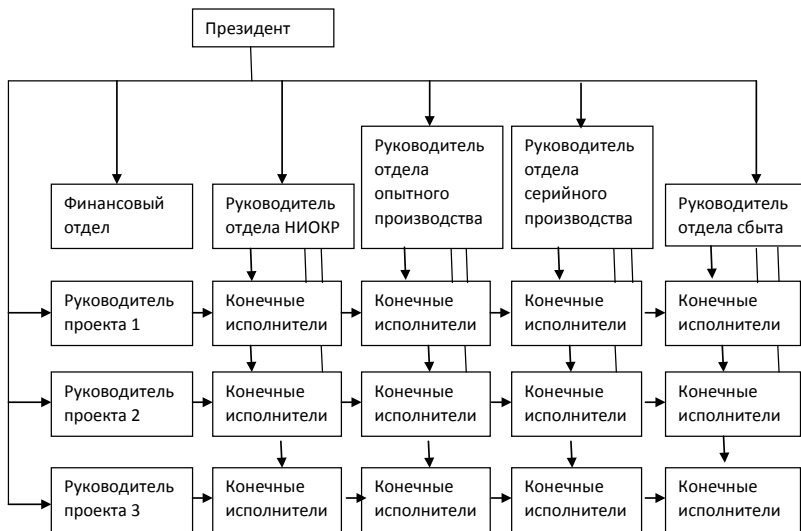 Президент
Руководитель
отдела
опытного
производства
Руководитель
отдела
серийного
производства
Финансовый
отдел
Руководитель
отдела НИОКР
Руководитель
отдела сбыта
Руководитель
проекта 1
Конечные
исполнители
Конечные
исполнители
Конечные
исполнители
Конечные
исполнители
Руководитель
проекта 2
Конечные
исполнители
Конечные
исполнители
Конечные
исполнители
Конечные
исполнители
Руководитель
проекта 3
Конечные
исполнители
Конечные
исполнители
Конечные
исполнители
Конечные
исполнители